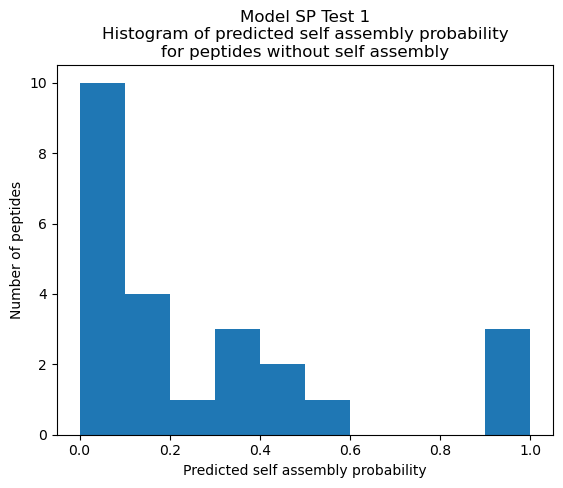 Model SP Test 1
Histogram of predicted self assembly probability
for peptides without self assembly
10
8
6
4
2
0
Number of peptides
0.0 0.2 0.4 0.6 0.8 1.0
Predicted self assembly probability